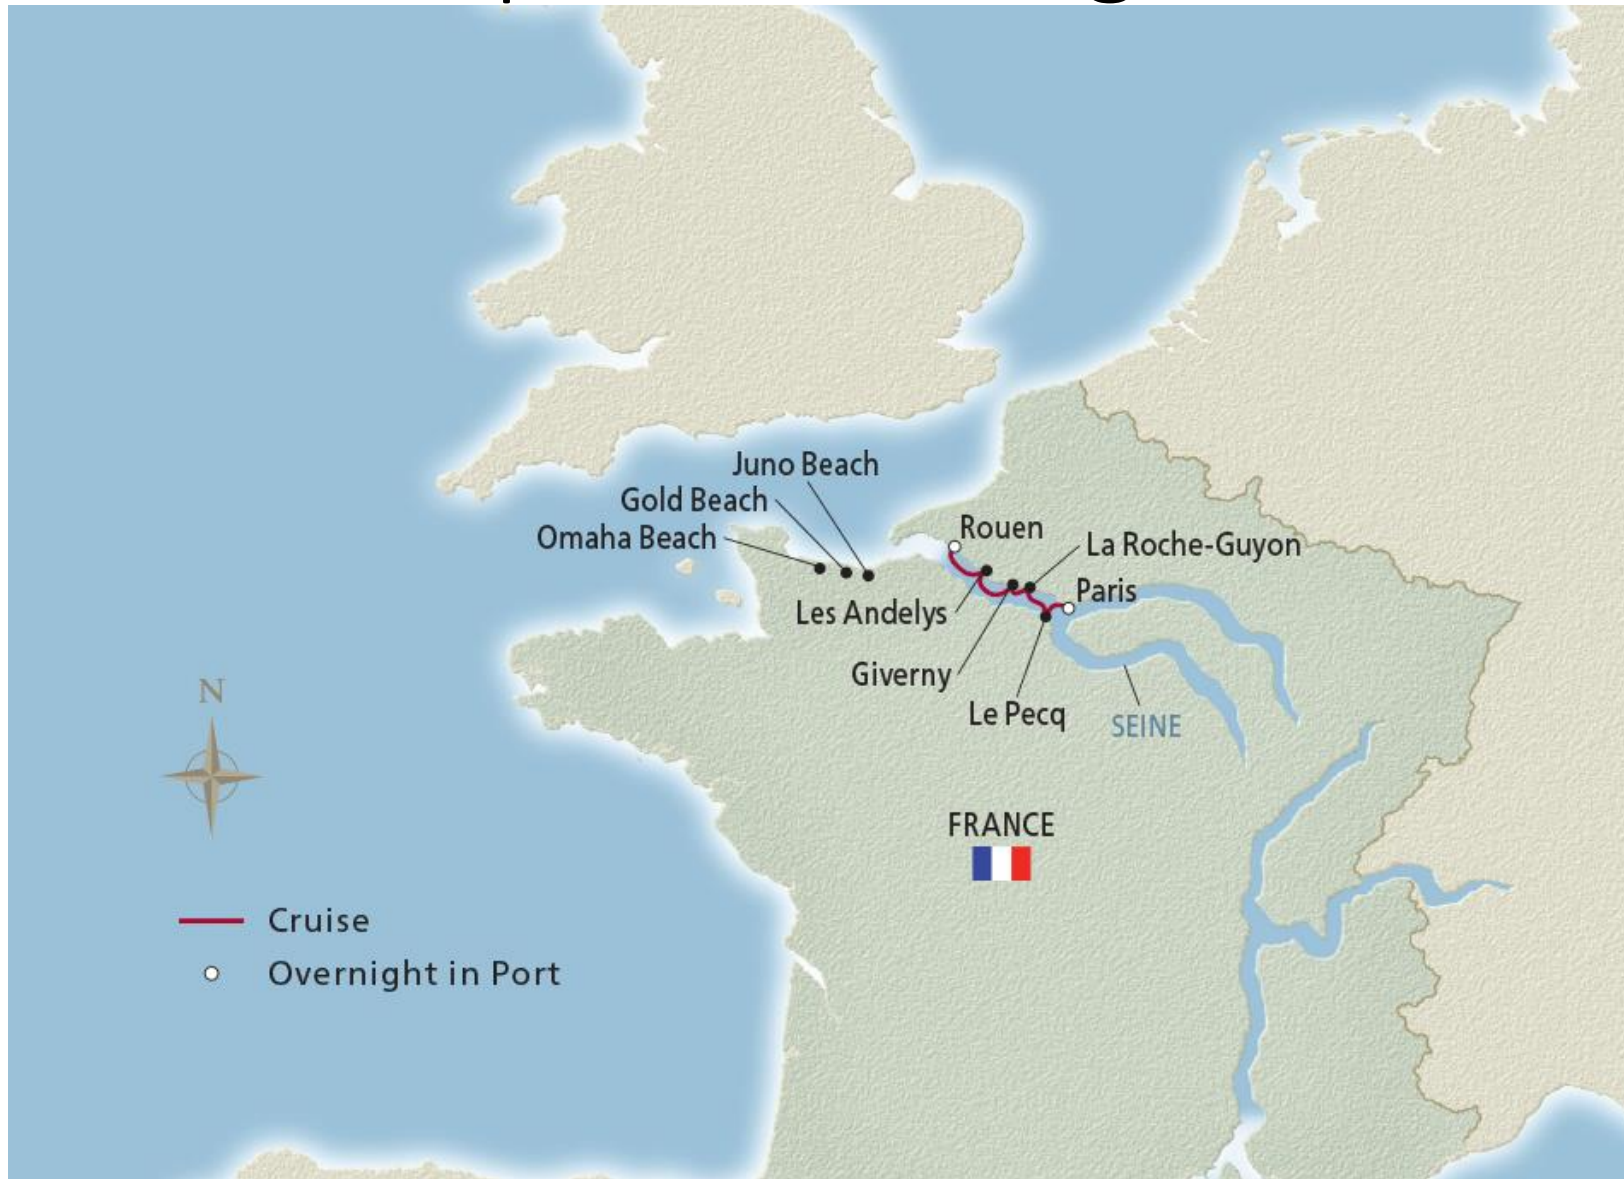 Juno Beach
Gold Beach
Omaha Beach
Rouen
La Roche-Guyon
Paris
Les Andelys
Giverny
Le Pecq
SEINE
N
FRANCE
Cruise
Overnight in Port